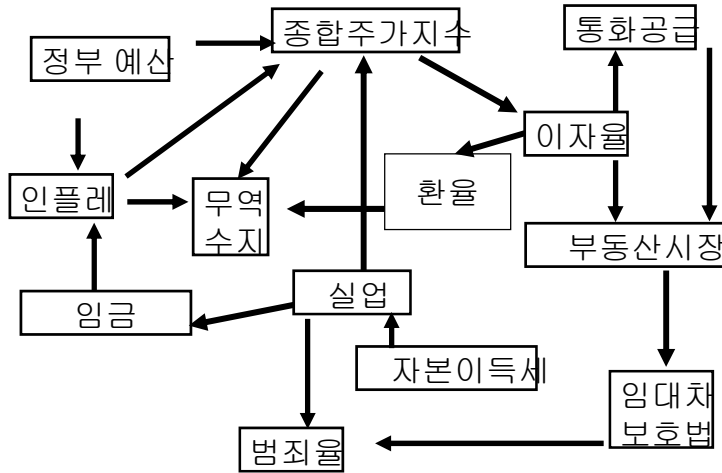 종합주가지수
통화공급
정부 예산
이자율
인플레
무역
수지
환율
부동산시장
실업
임금
자본이득세
임대차
보호법
범죄율